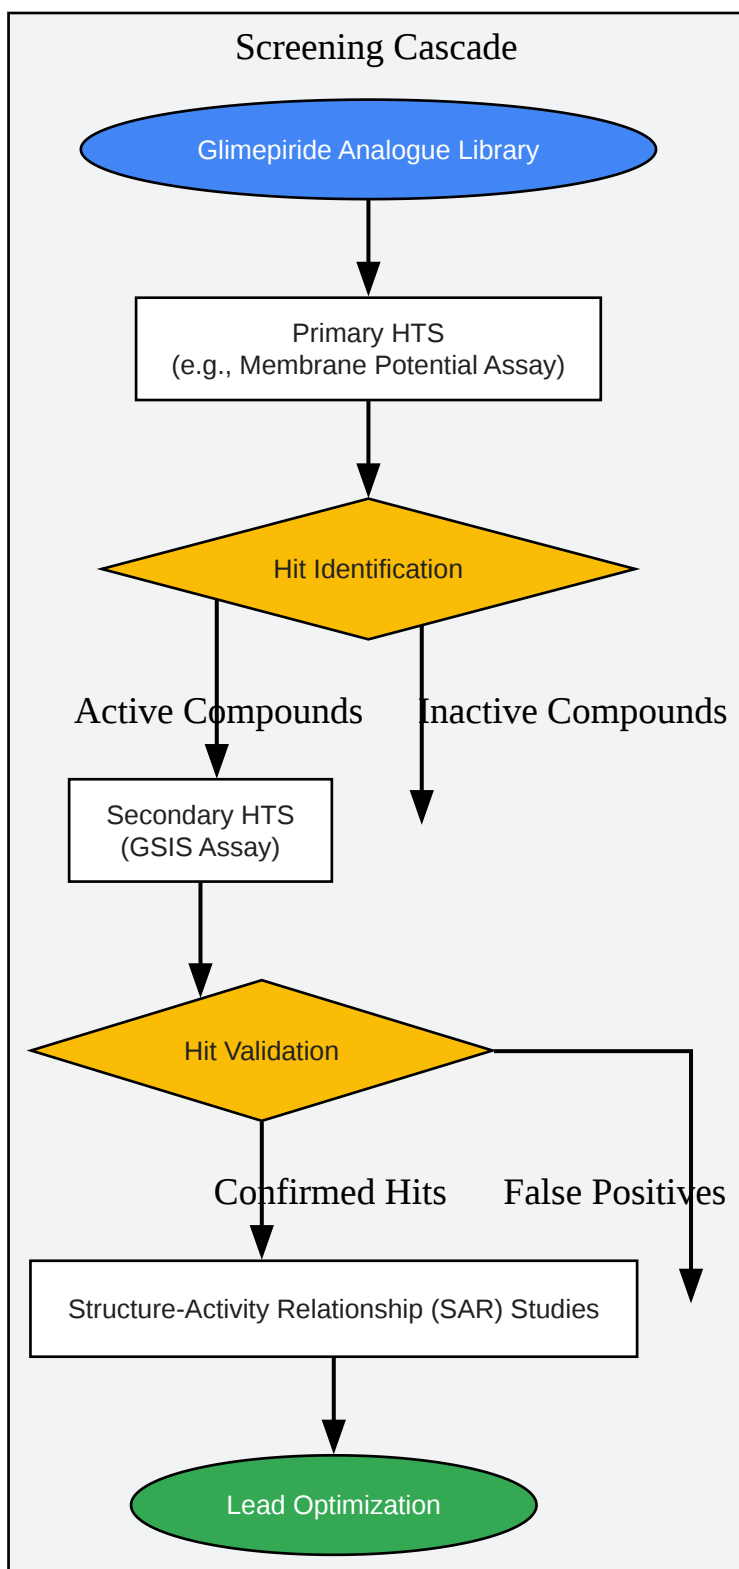 Screening Cascade
Glimepiride Analogue Library
Primary HTS
(e.g., Membrane Potential Assay)
Hit Identification
Active Compounds
Inactive Compounds
Secondary HTS
(GSIS Assay)
Hit Validation
Confirmed Hits
False Positives
Structure-Activity Relationship (SAR) Studies
Lead Optimization